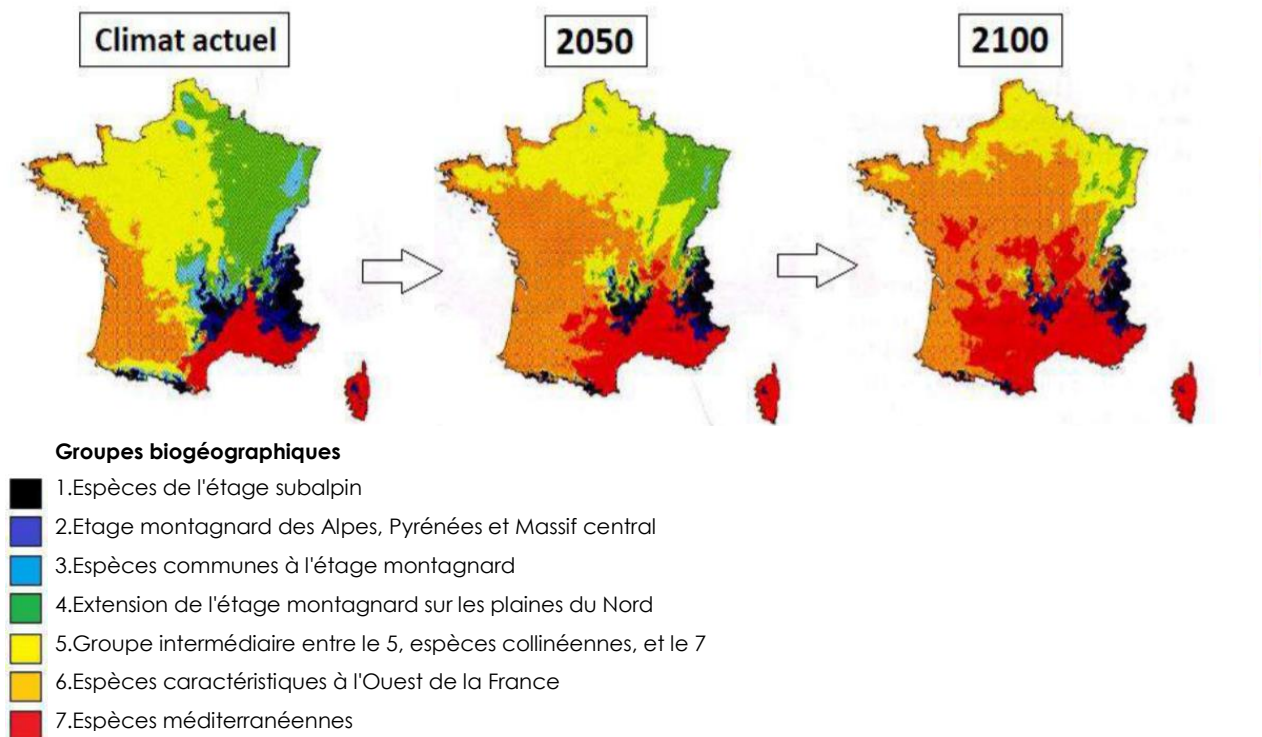 Climat actuel
2050
2100
Groupes biogéographiques
1.Espèces de l'étage subalpin
2.Etage montagnard des Alpes, Pyrénées et Massif central
3.Espèces communes à l'étage montagnard
4.Extension de l'étage montagnard sur les plaines du Nord
5.Groupe intermédiaire entre le 5, espèces collinéennes, et le 7
6.Espèces caractéristiques à l'Ouest de la France
7.Espèces méditerranéennes